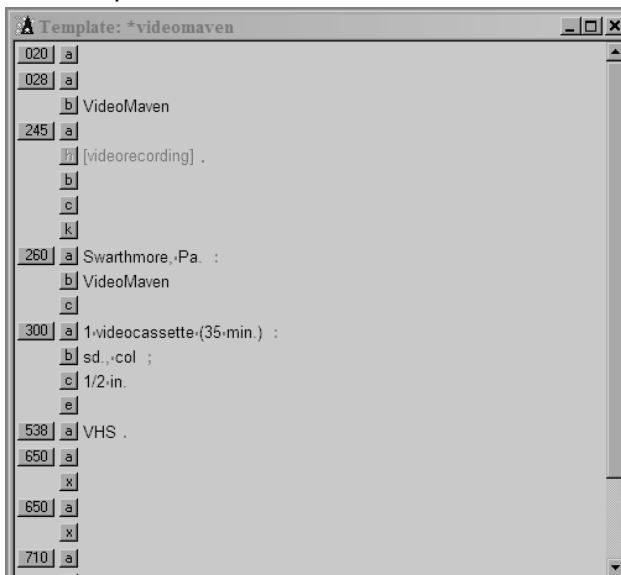 Template: *videomaven
020 a
028 a
b VideoMaven
245 a
h [videorecording] .
b
c
k
260 a Swarthmore,·Pa. :
b VideoMaven
c
300 a 1·videocassette·(35·min.) :
b sd.,·col ;
c 1/2·in.
e
538 a VHS .
650 a
x
650 a
x
710 a